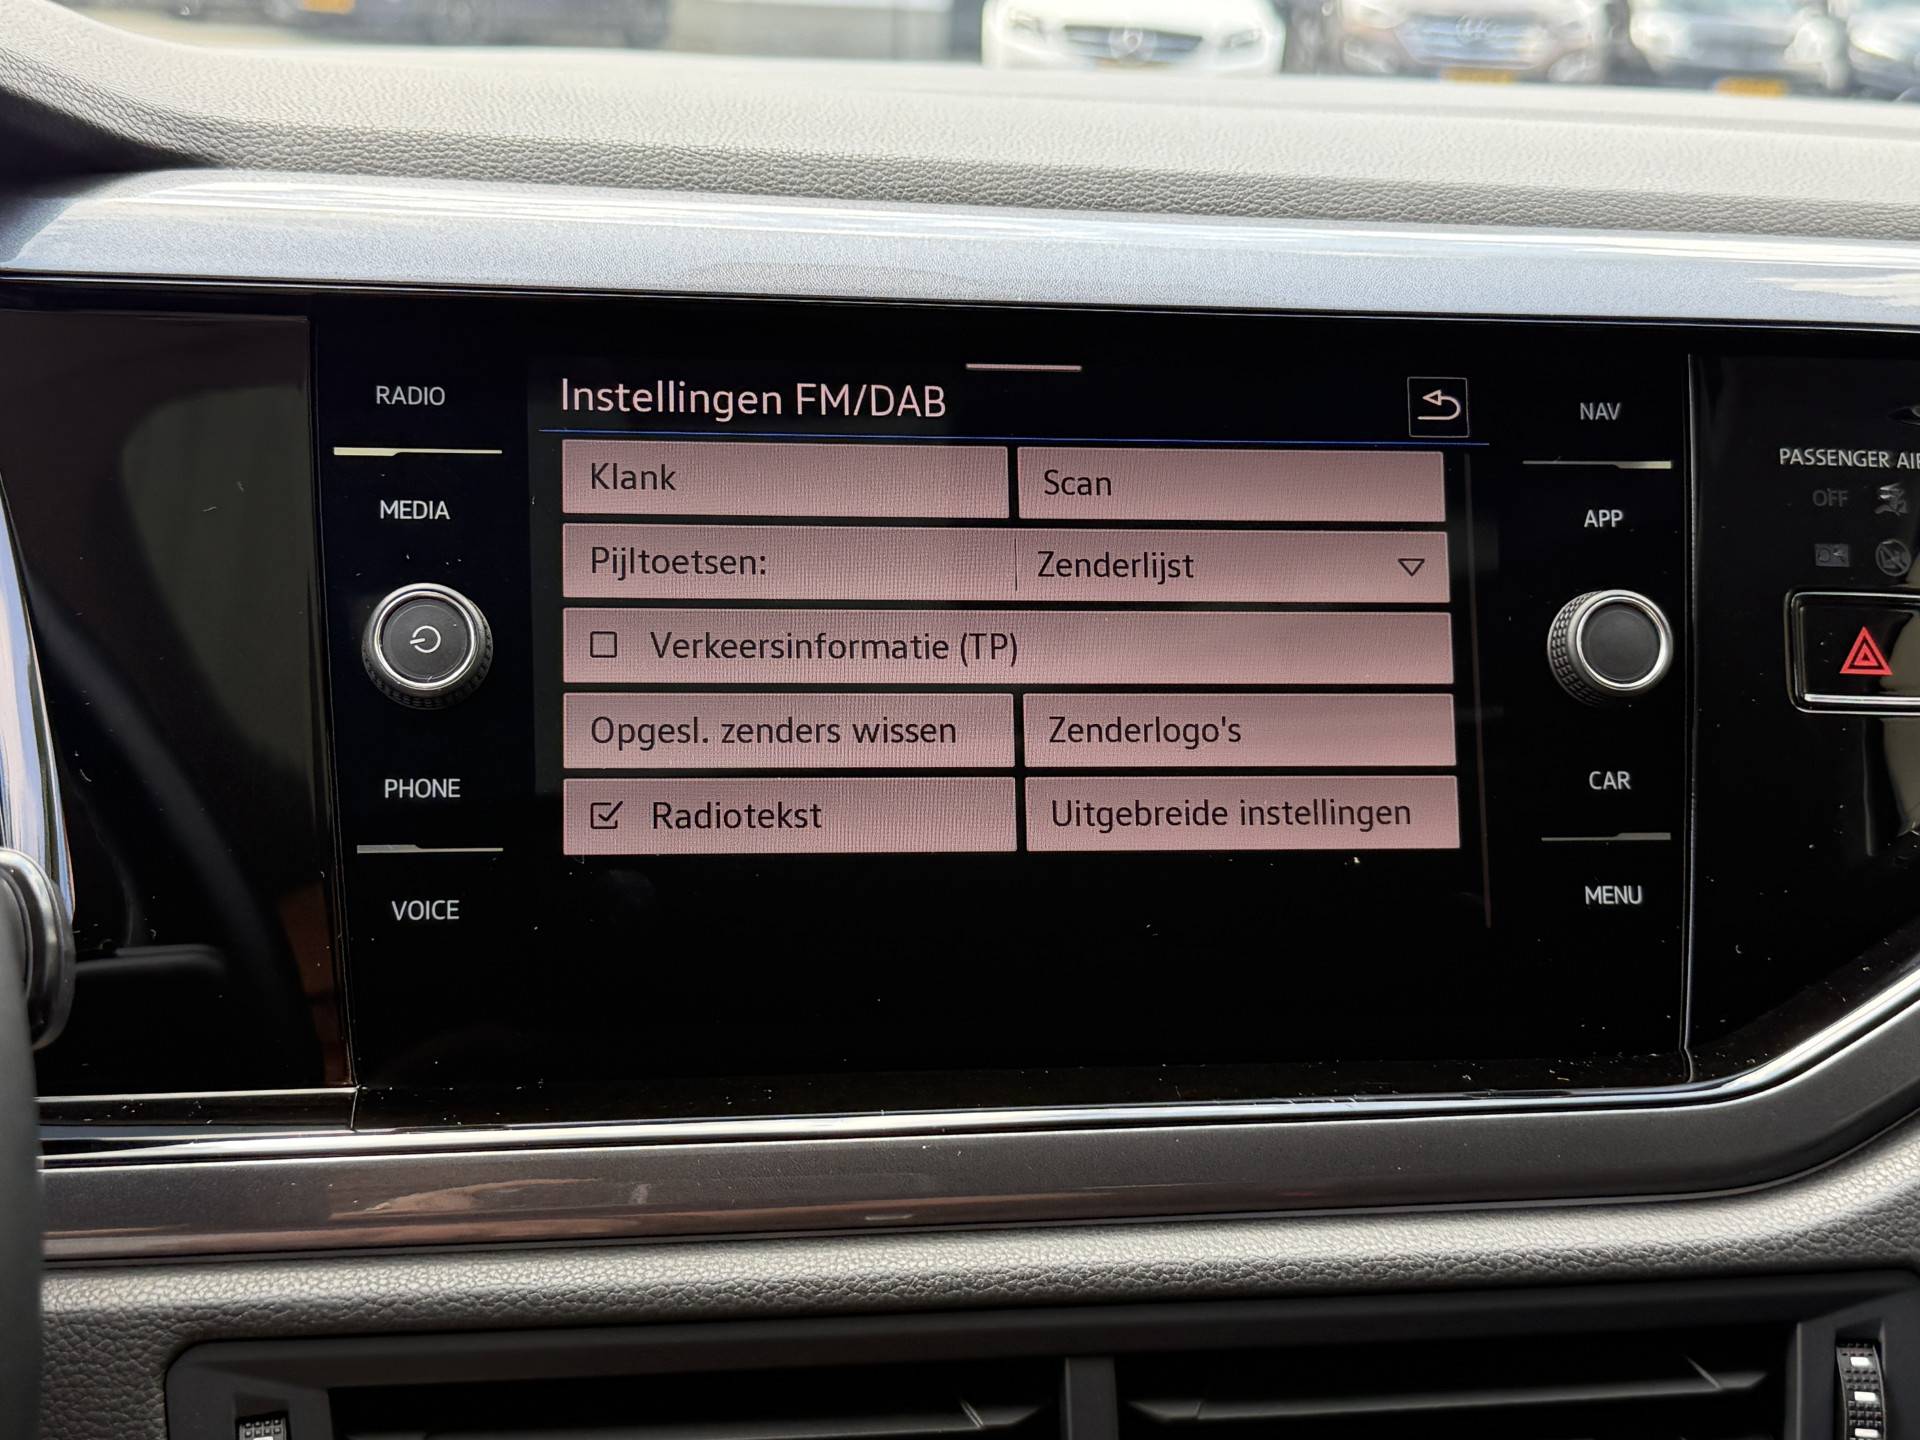 RADIO
MEDIA
PHONE
VOICE
Instellingen FM/DAB
Klank
Scan
Pijltoetsen:
Zenderlijst
Verkeersinformatie (TP)
Opgesl. zenders wissen
Zenderlogo's
Radiotekst
Uitgebreide instellingen
NAV
APP
CAR
MENU
PASSENGER
OFF